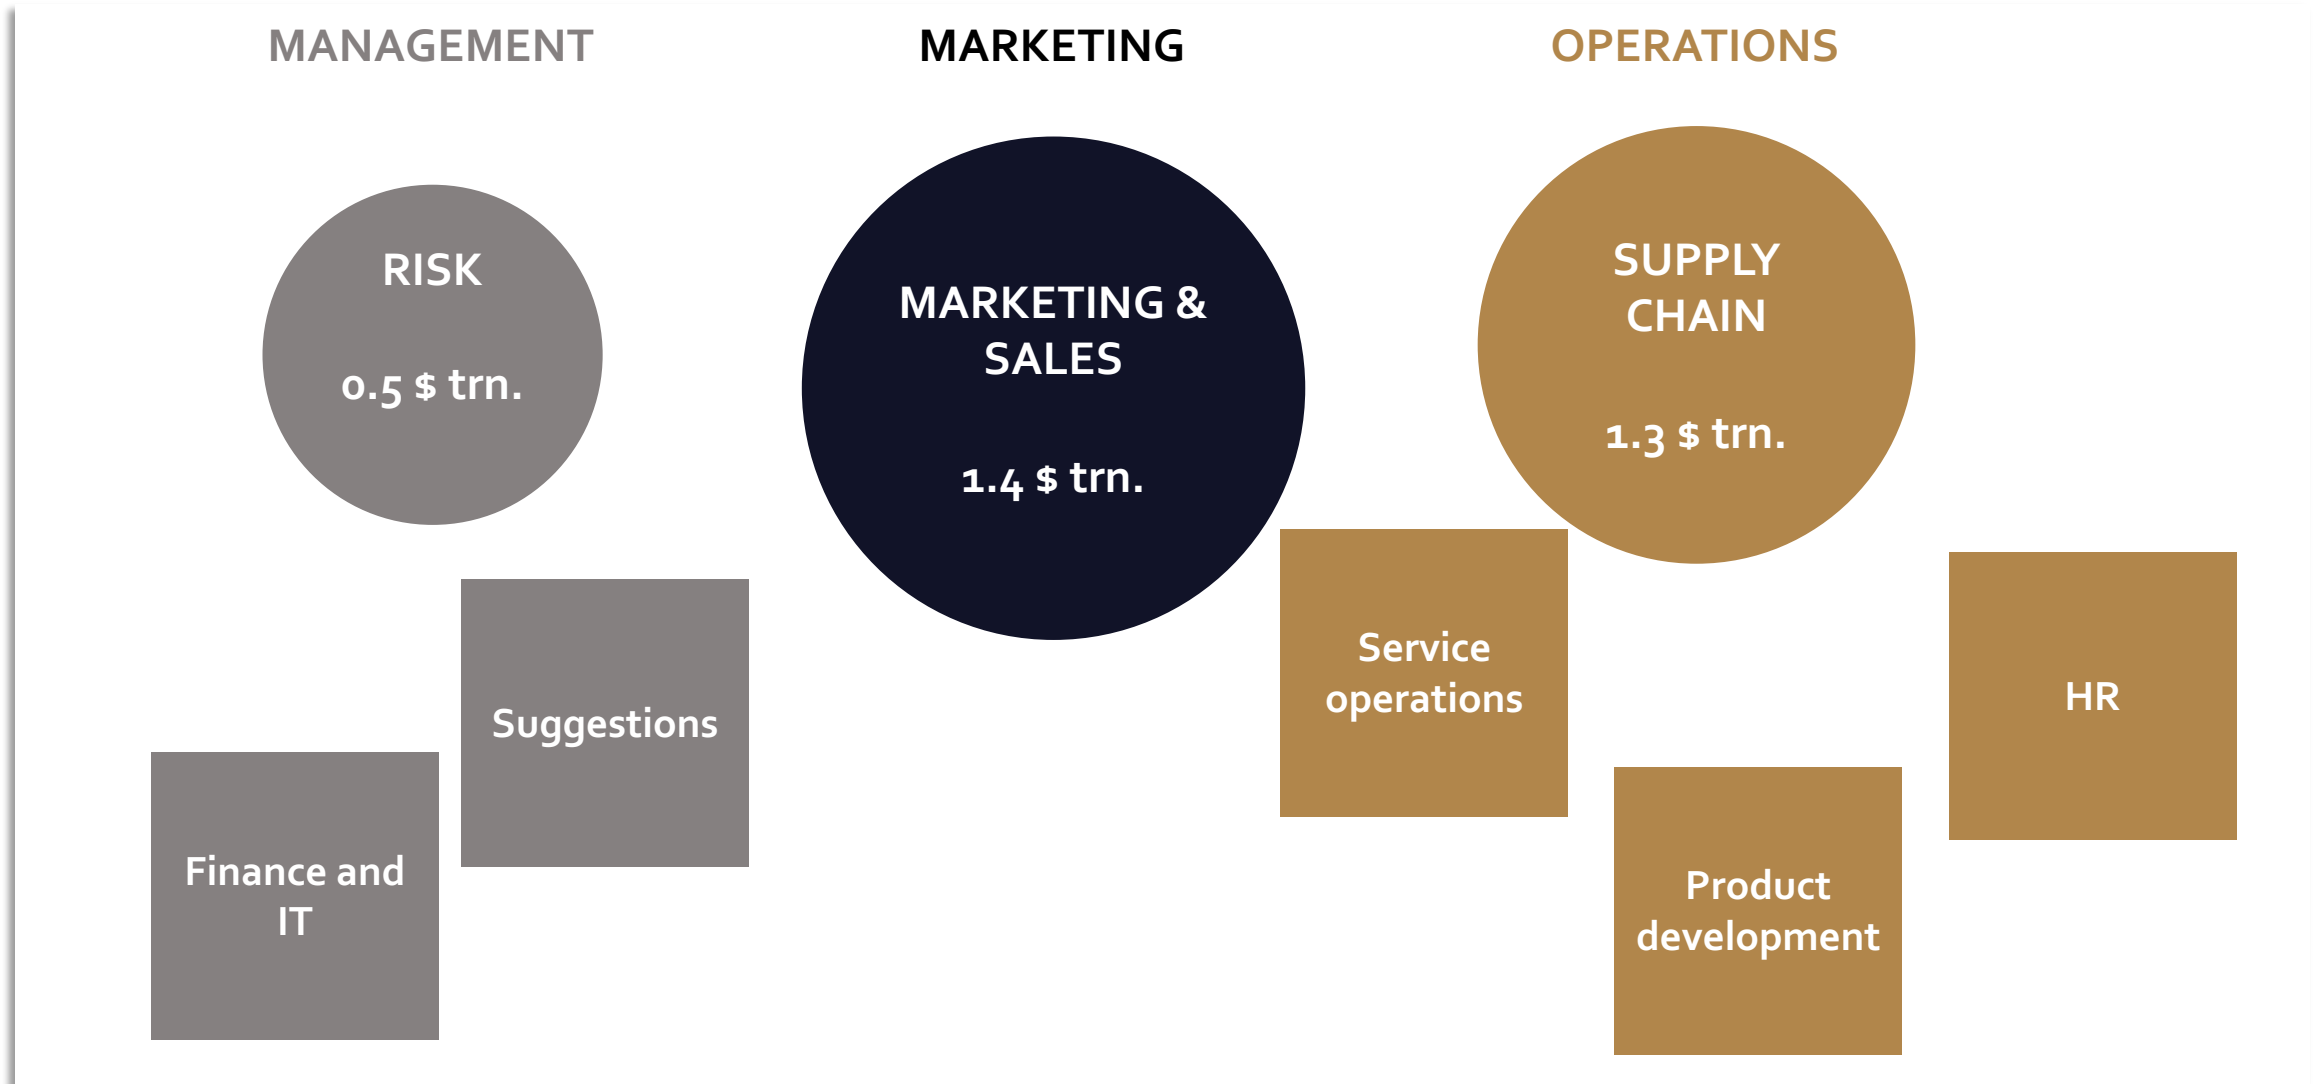 MANAGEMENT
MARKETING
OPERATIONS
RISK
0.5 $ trn.
MARKETING &
SALES
1.4 $ trn.
SUPPLY
CHAIN
1.3 $ trn.
Suggestions
Finance and
IT
Service
operations
Product
development
HR